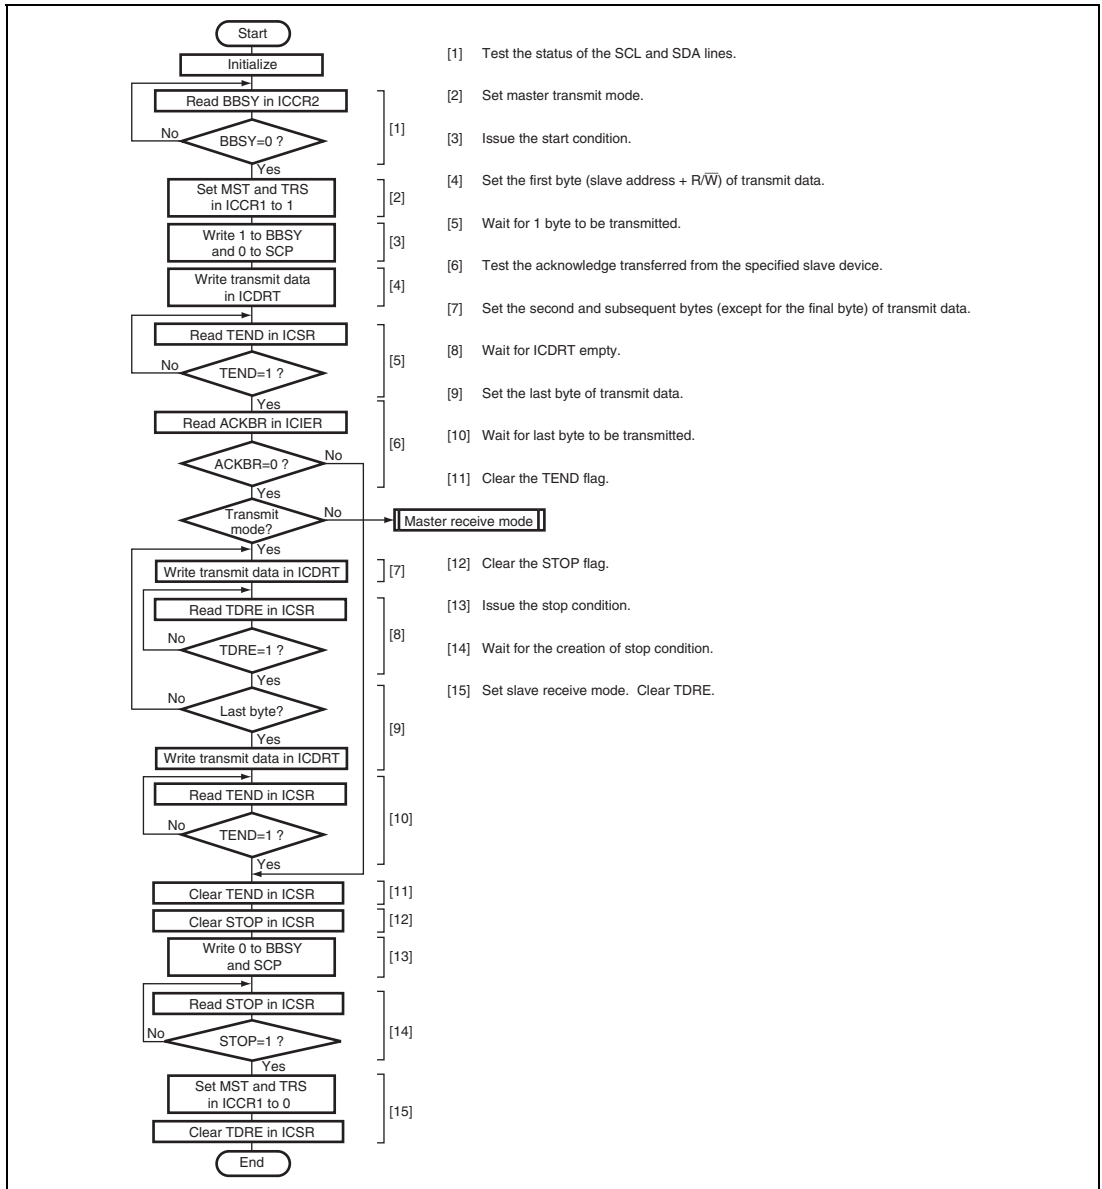 Start
Initialize
Read BBSY in ICCR2
BBSY=0 ?
No
Yes
[1]
Set MST and TRS
in ICCR1 to 1
[2]
Write 1 to BBSY
and 0 to SCP
[3]
Write transmit data
in ICDRT
[4]
Read TEND in ICSR
No
TEND=1 ?
Yes
[5]
Read ACKBR in ICIER
ACKBR=0 ?
No
Yes
[6]
Transmit
mode?
No
Master receive mode
Yes
Write transmit data in ICDRT
[7]
Read TDRE in ICSR
No
TDRE=1 ?
Yes
[8]
No
Last byte?
Yes
Write transmit data in ICDRT
[9]
Read TEND in ICSR
No
TEND=1 ?
Yes
[10]
Clear TEND in ICSR
[11]
Clear STOP in ICSR
[12]
Write 0 to BBSY
and SCP
[13]
Read STOP in ICSR
No
STOP=1 ?
Yes
[14]
Set MST and TRS
in ICCR1 to 0
Clear TDRE in ICSR
[15]
End
[1] Test the status of the SCL and SDA lines.
[2] Set master transmit mode.
[3] Issue the start condition.
[4] Set the first byte (slave address + R/W̅) of transmit data.
[5] Wait for 1 byte to be transmitted.
[6] Test the acknowledge transferred from the specified slave device.
[7] Set the second and subsequent bytes (except for the final byte) of transmit data.
[8] Wait for ICDRT empty.
[9] Set the last byte of transmit data.
[10] Wait for last byte to be transmitted.
[11] Clear the TEND flag.
[12] Clear the STOP flag.
[13] Issue the stop condition.
[14] Wait for the creation of stop condition.
[15] Set slave receive mode. Clear TDRE.